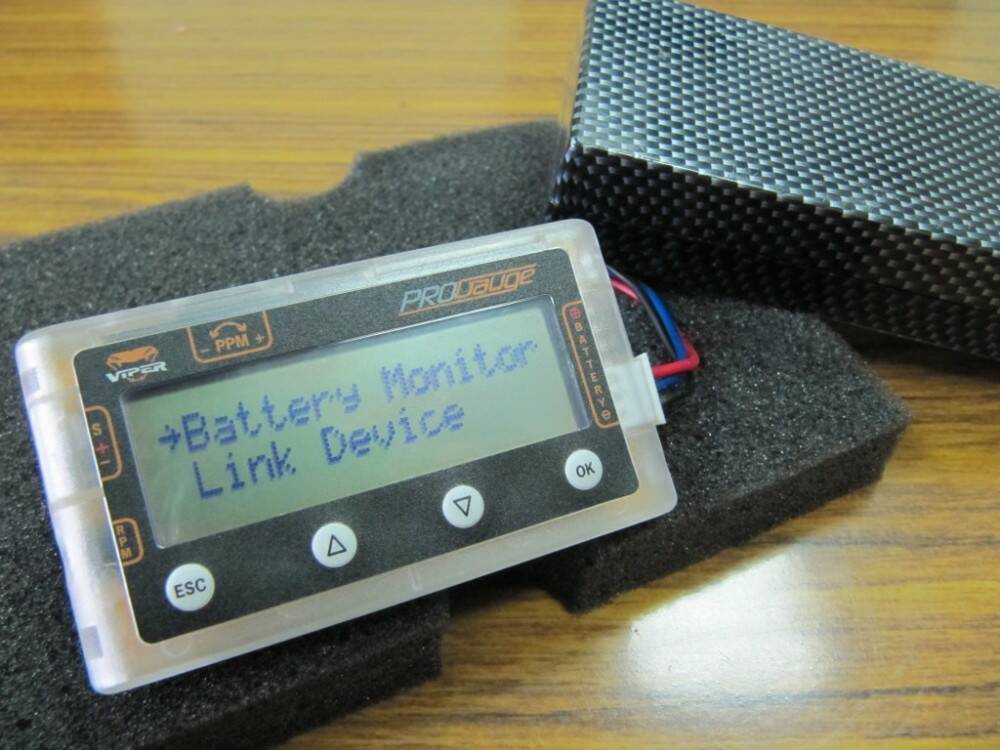 PROGauge
- PPM +
VIPER
→Battery Monitor
Link Device
BATTERY
S
+
-
RPM
ESC
△
▽
OK